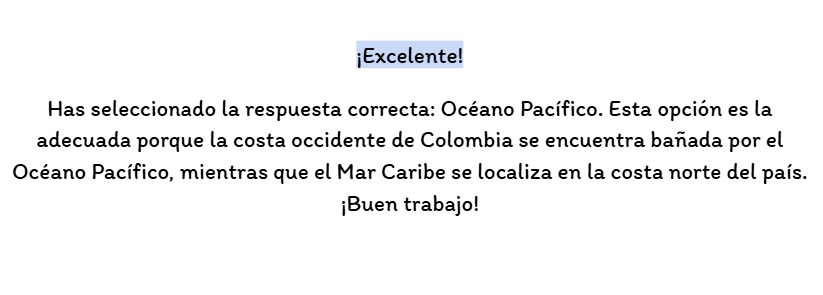 ¡Excelente!
Has seleccionado la respuesta correcta: Océano Pacífico. Esta opción es la
adecuada porque la costa occidente de Colombia se encuentra bañada por el
Océano Pacífico, mientras que el Mar Caribe se localiza en la costa norte del país.
¡Buen trabajo!